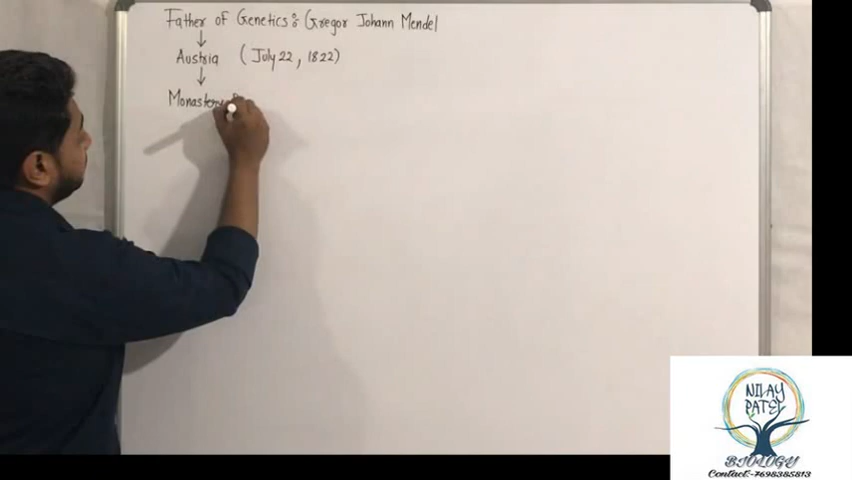 Father of Genetics : Gregor Johann Mendel
Austria (July 22, 1822)
Monastery
NILAY
PATEL
BIOLOGY
Contact:-7698385813